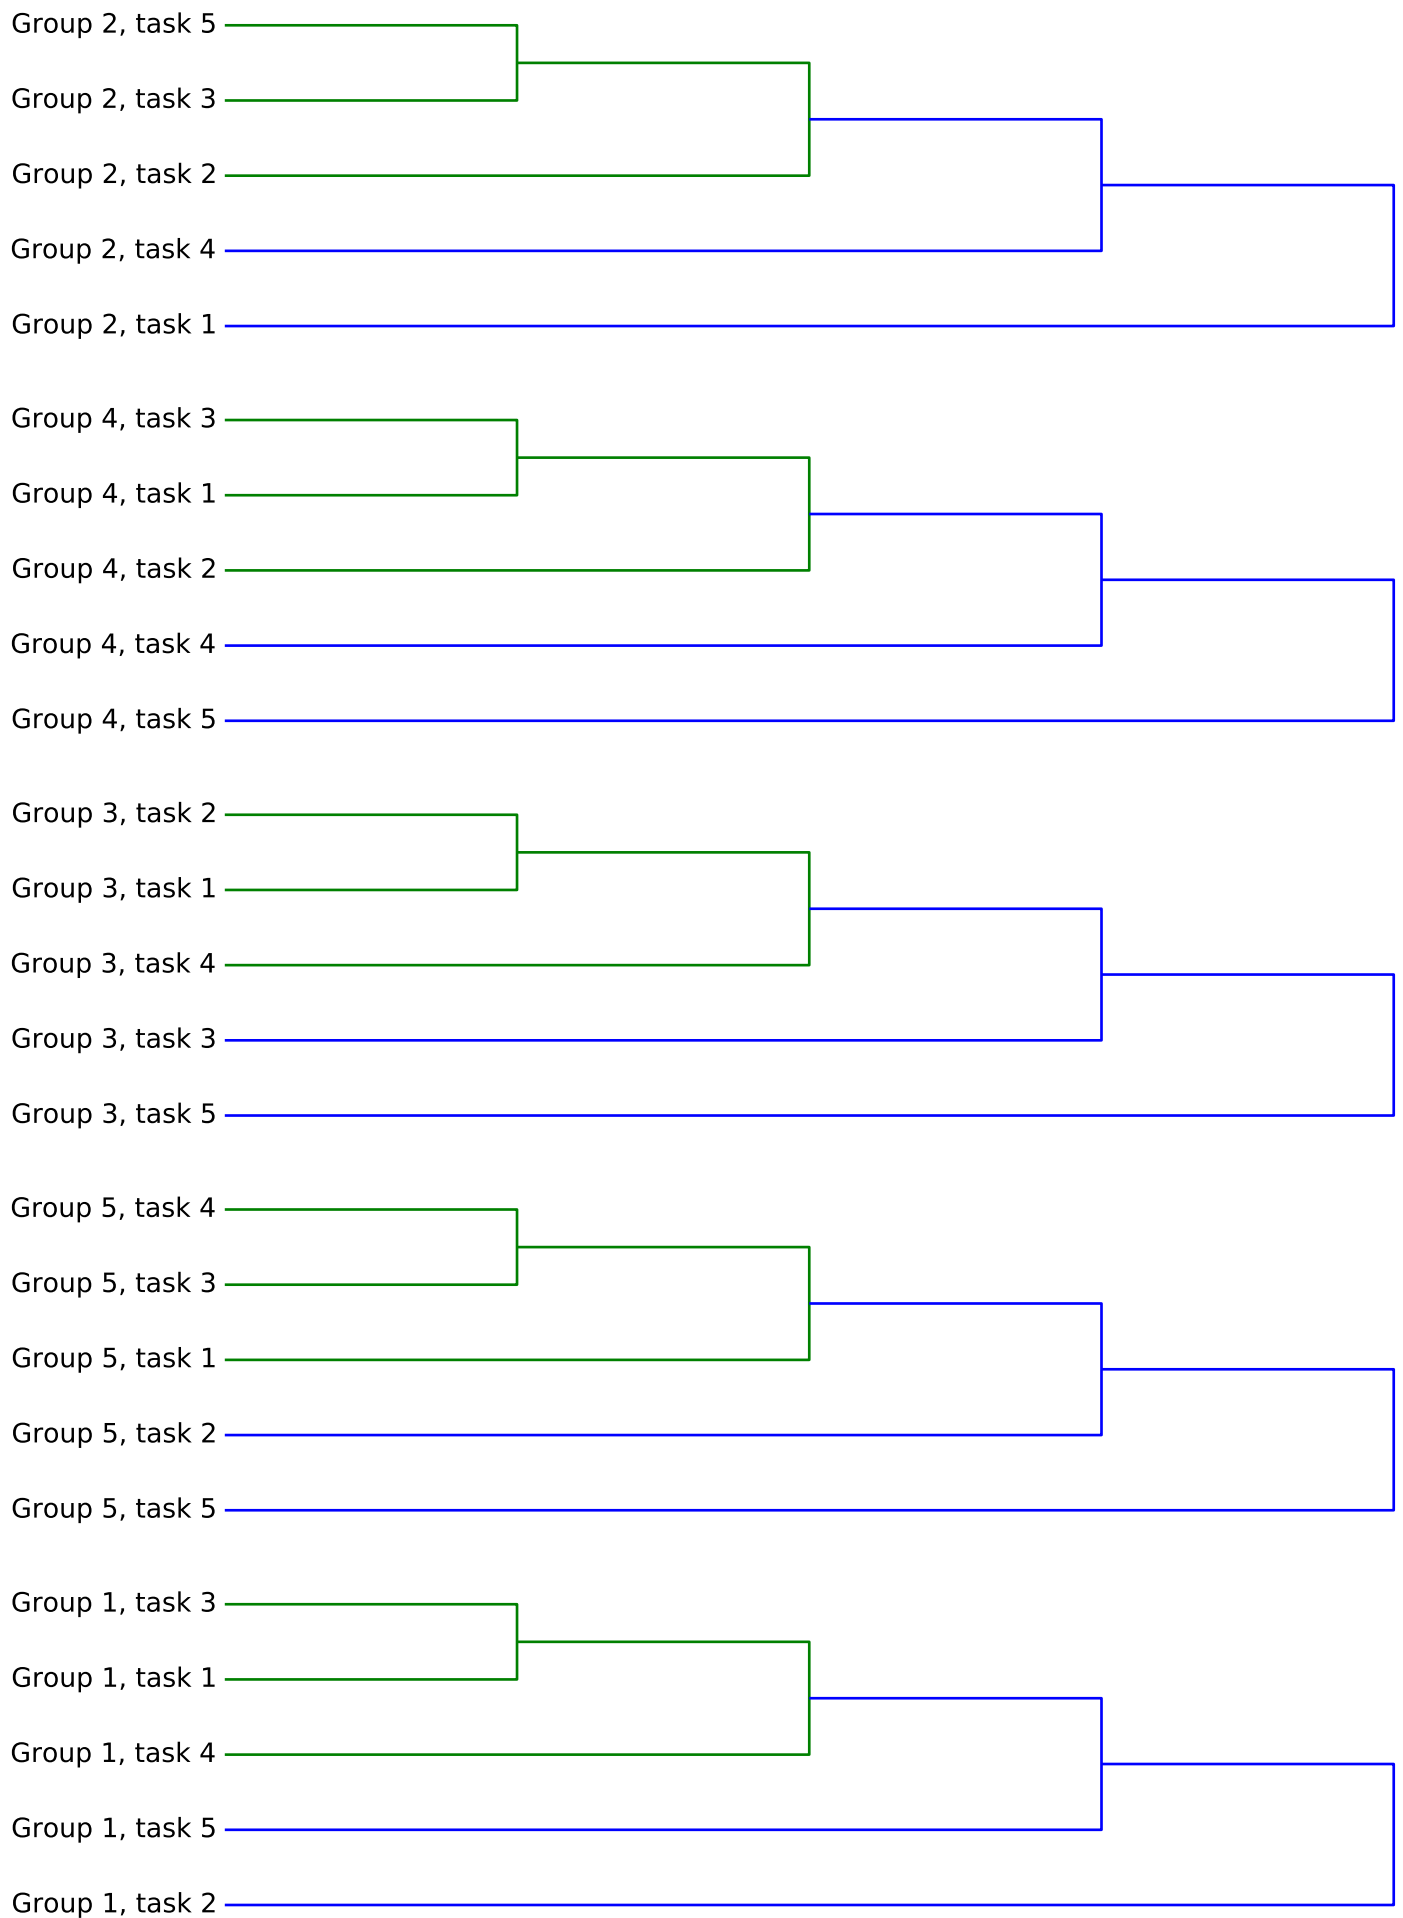 Group 2, task 5
Group 2, task 3
Group 2, task 2
Group 2, task 4
Group 2, task 1
Group 4, task 3
Group 4, task 1
Group 4, task 2
Group 4, task 4
Group 4, task 5
Group 3, task 2
Group 3, task 1
Group 3, task 4
Group 3, task 3
Group 3, task 5
Group 5, task 4
Group 5, task 3
Group 5, task 1
Group 5, task 2
Group 5, task 5
Group 1, task 3
Group 1, task 1
Group 1, task 4
Group 1, task 5
Group 1, task 2